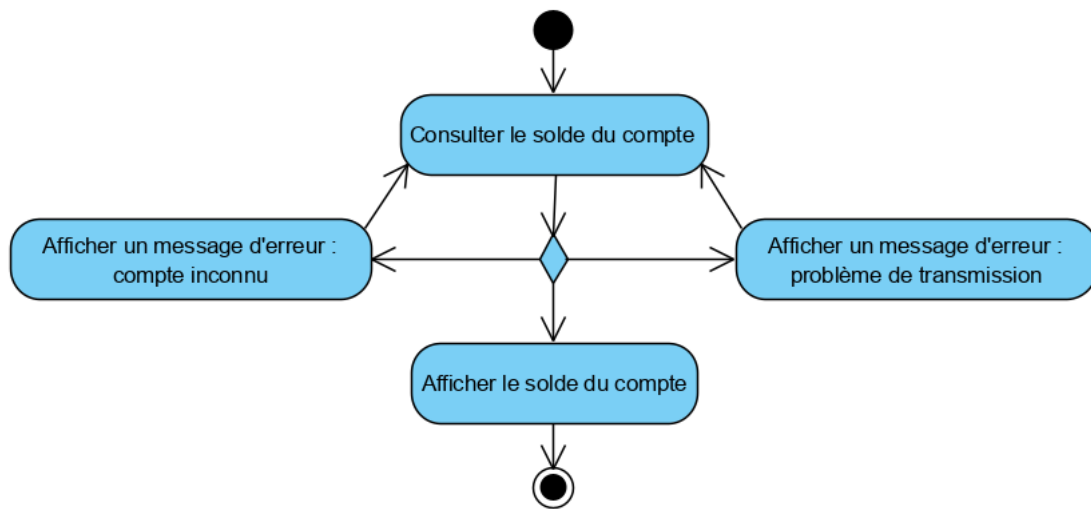 Consulter le solde du compte
Afficher un message d'erreur :
compte inconnu
Afficher un message d'erreur :
problème de transmission
Afficher le solde du compte